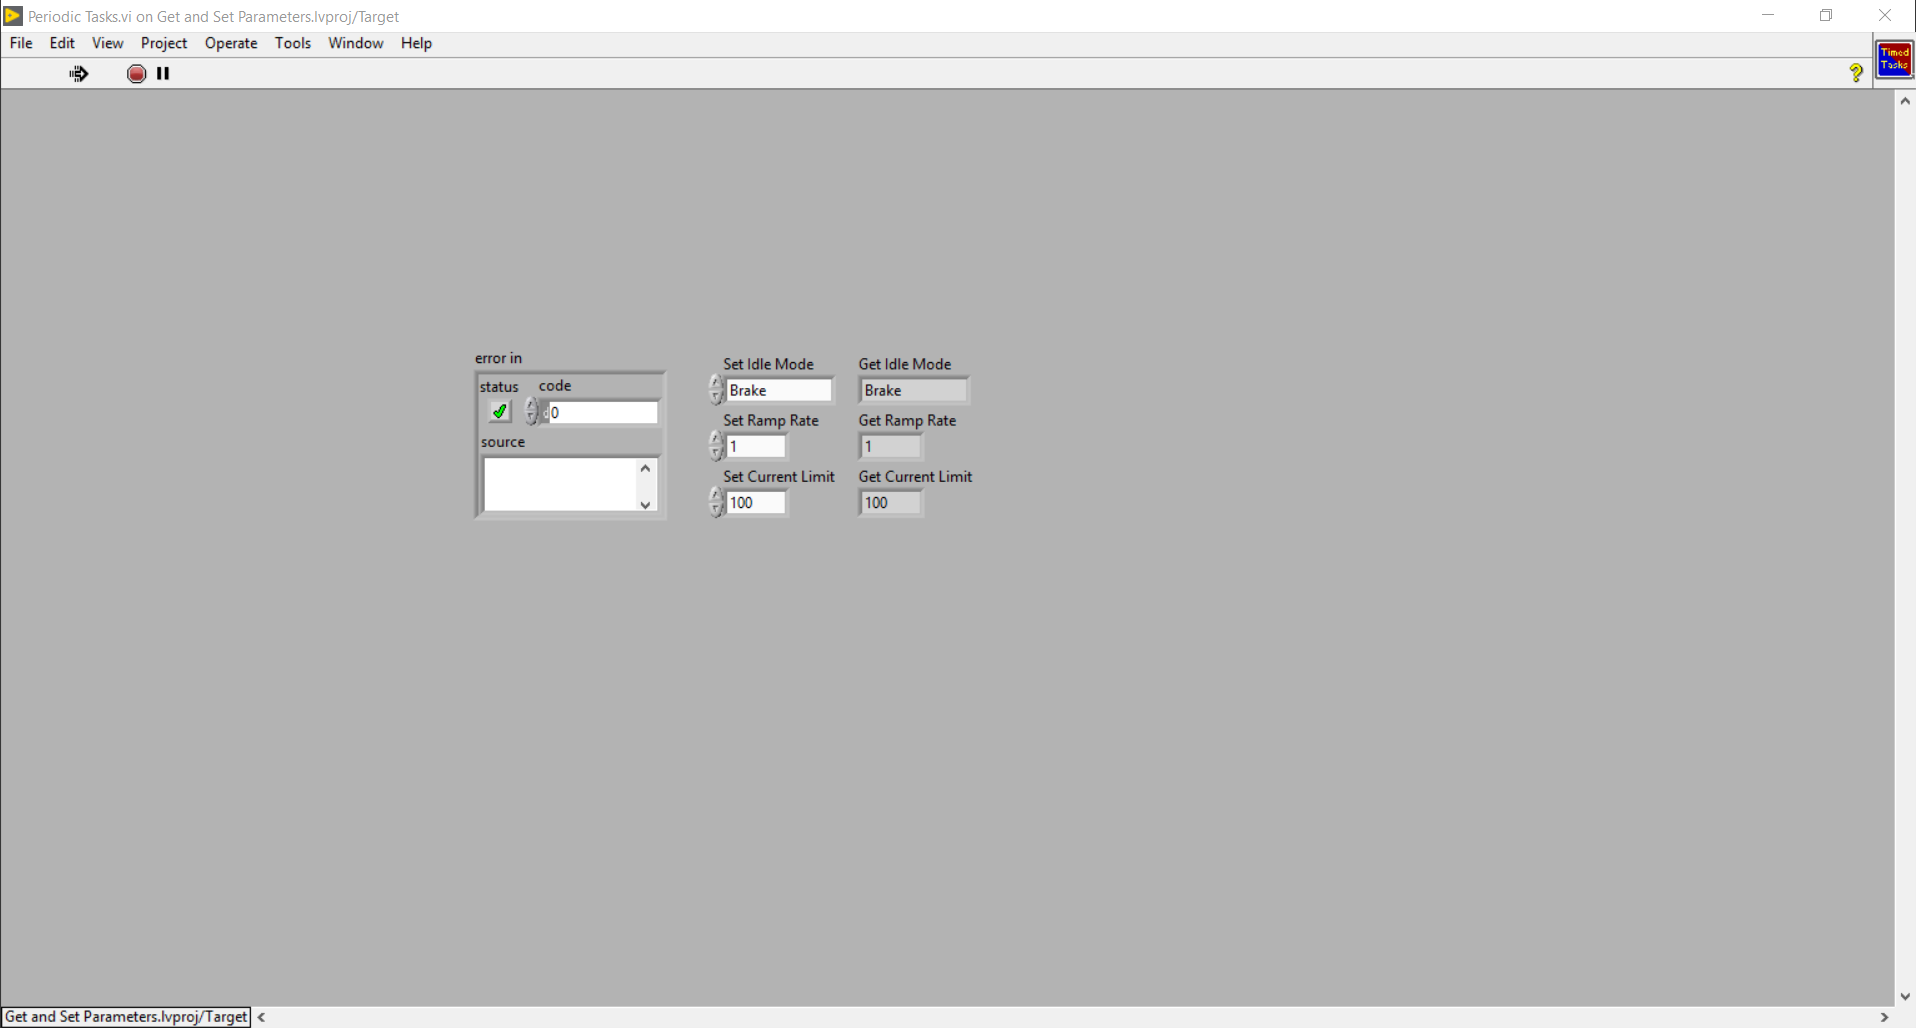 Periodic Tasks.vi on Get and Set Parameters.lvproj/Target
File Edit View Project Operate Tools Window Help
?
Timed
Tasks
error in
status code
0
source
Set Idle Mode Get Idle Mode
Brake Brake
Set Ramp Rate Get Ramp Rate
1 1
Set Current Limit Get Current Limit
100 100
Get and Set Parameters.lvproj/Target